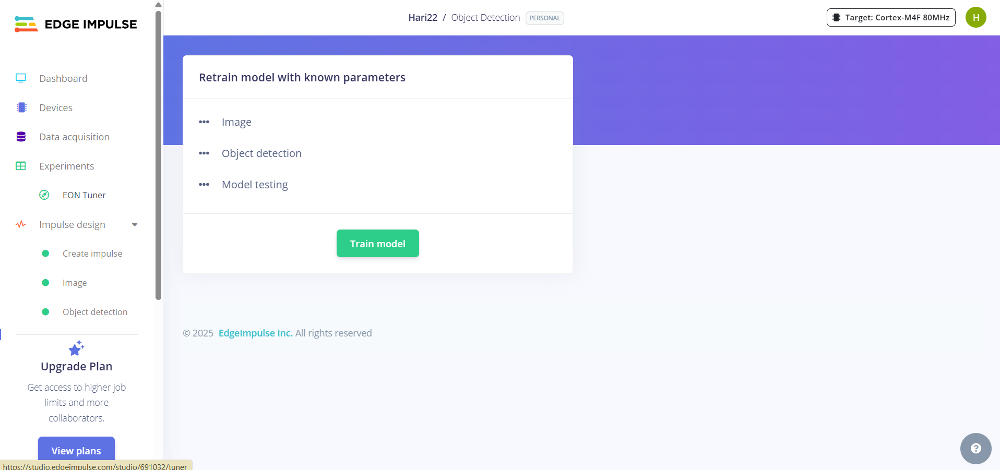 EDGE IMPULSE
Hari22 / Object Detection PERSONAL
Target: Cortex-M4F 80MHz
H
Dashboard
Devices
Data acquisition
Experiments
EON Tuner
Impulse design
Create impulse
Image
Object detection
Upgrade Plan
Get access to higher job
limits and more
collaborators.
View plans
https://studio.edgeimpulse.com/studio/691032/tuner
Retrain model with known parameters
Image
Object detection
Model testing
Train model
© 2025 EdgeImpulse Inc. All rights reserved
?